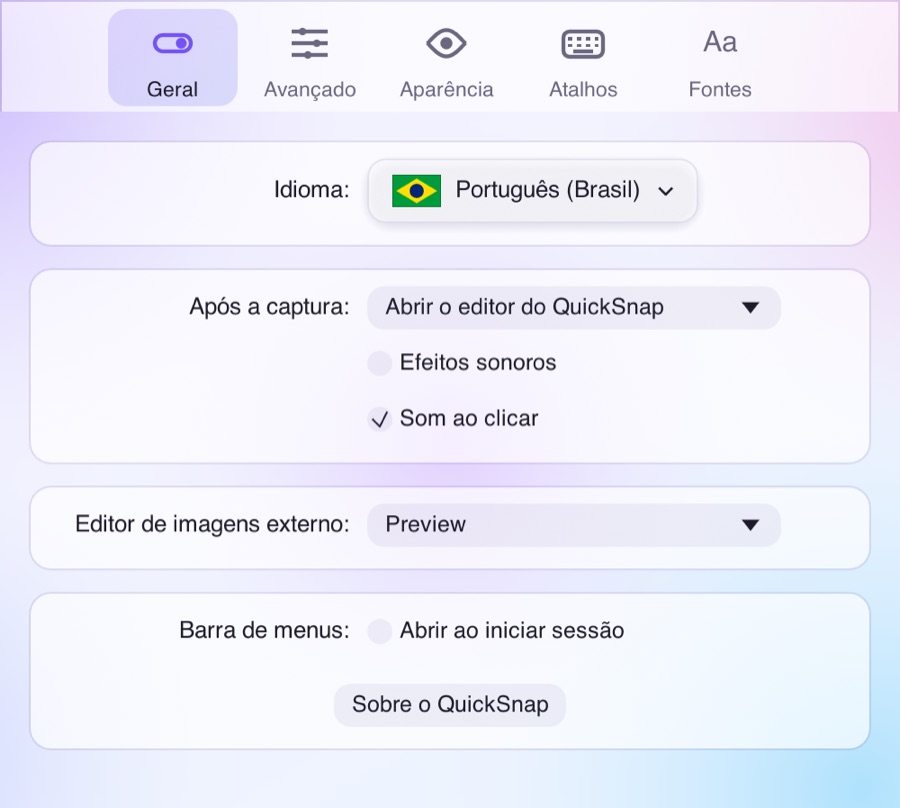 Geral
Avançado
Aparência
Aa
Atalhos
Fontes
Idioma: Português (Brasil)
Após a captura: Abrir o editor do QuickSnap
Efeitos sonoros
Som ao clicar
Editor de imagens externo: Preview
Barra de menus: Abrir ao iniciar sessão
Sobre o QuickSnap